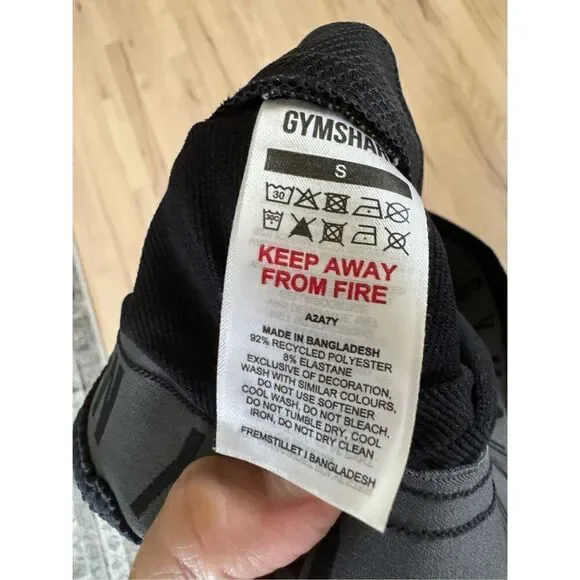 GYMSHARK
S
30
30C
KEEP AWAY
FROM FIRE
A2A7Y
MADE IN BANGLADESH
92% RECYCLED POLYESTER
8% ELASTANE
EXCLUSIVE OF DECORATION,
WASH WITH SIMILAR COLOURS,
DO NOT USE SOFTENER
COOL WASH, DO NOT BLEACH,
DO NOT TUMBLE DRY, COOL
IRON, DO NOT DRY CLEAN
FREMSTILLET I BANGLADESH